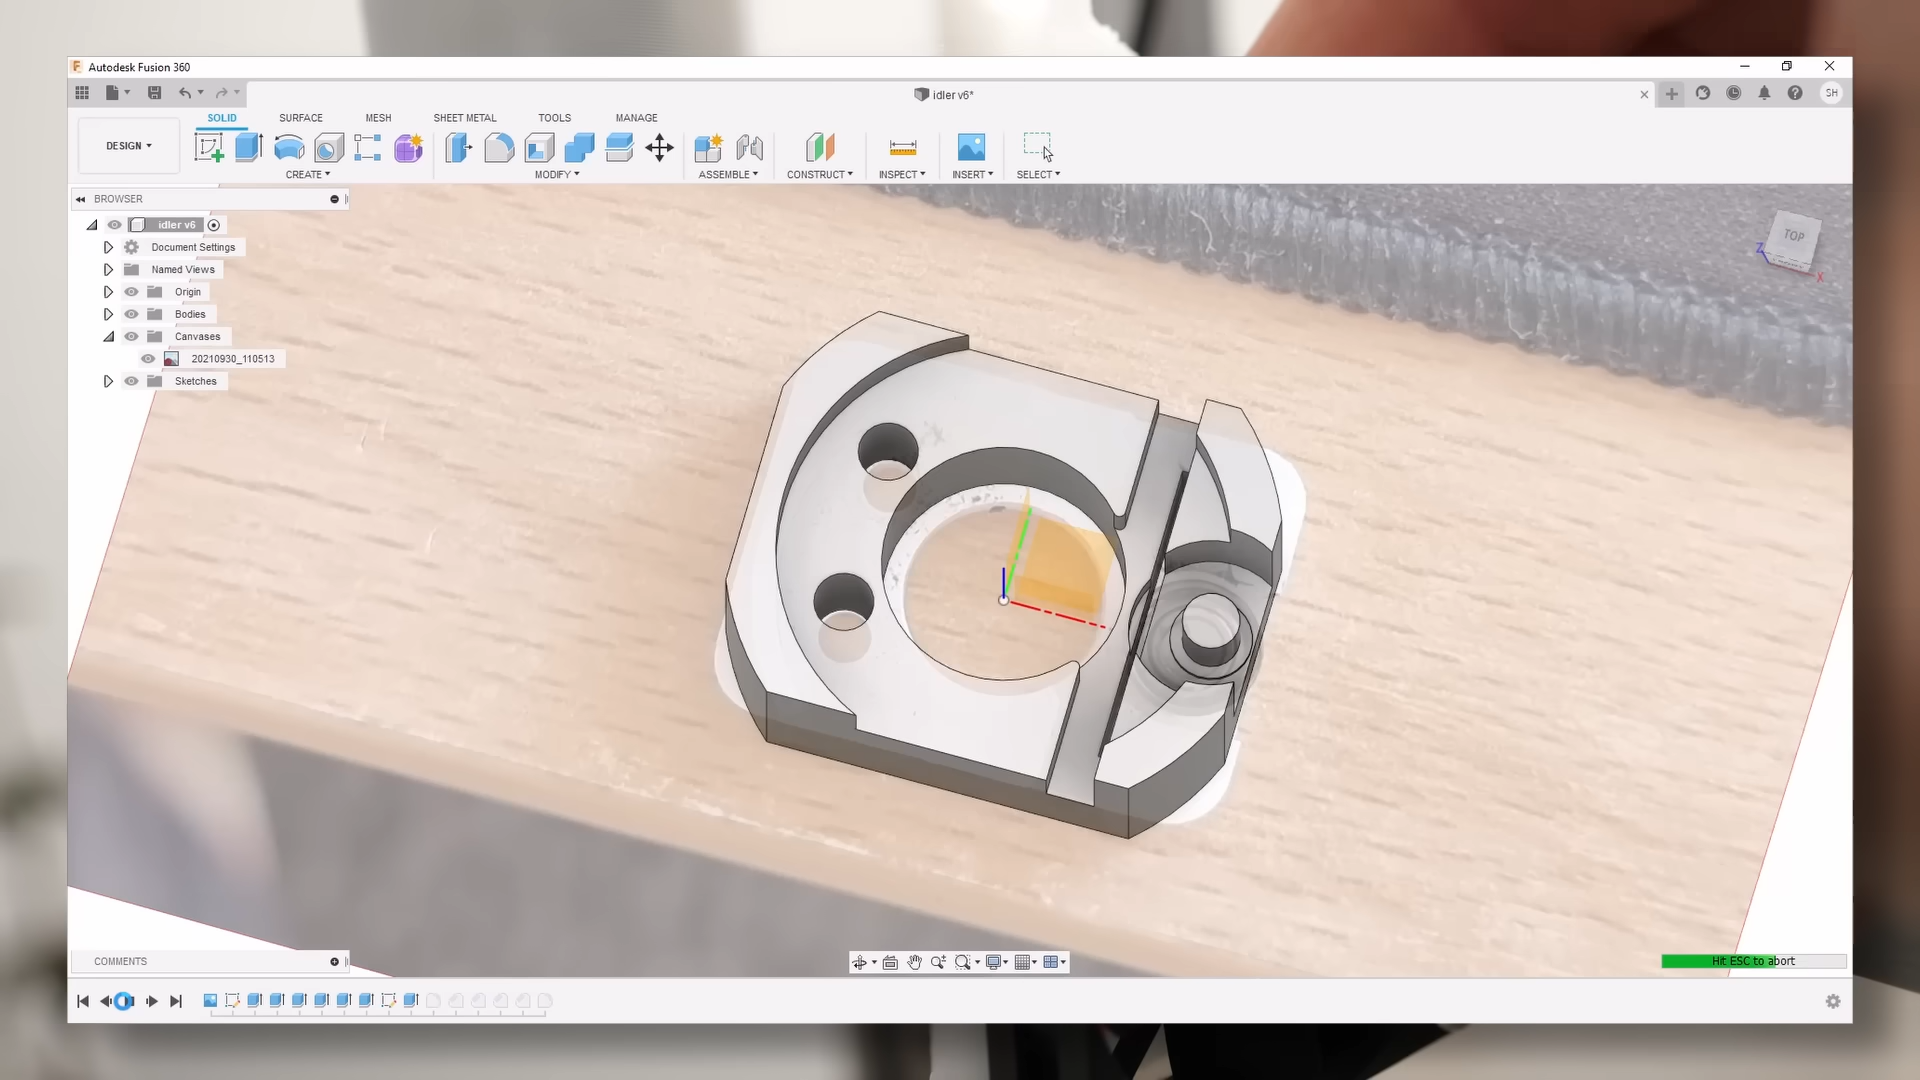 Autodesk Fusion 360
idler v6*
SH
SOLID SURFACE MESH SHEET METAL TOOLS MANAGE
DESIGN
CREATE MODIFY ASSEMBLE CONSTRUCT INSPECT INSERT SELECT
BROWSER
idler v6
Document Settings
Named Views
Origin
Bodies
Canvases
20210930_110513
Sketches
TOP
Z
X
COMMENTS
Hit ESC to abort